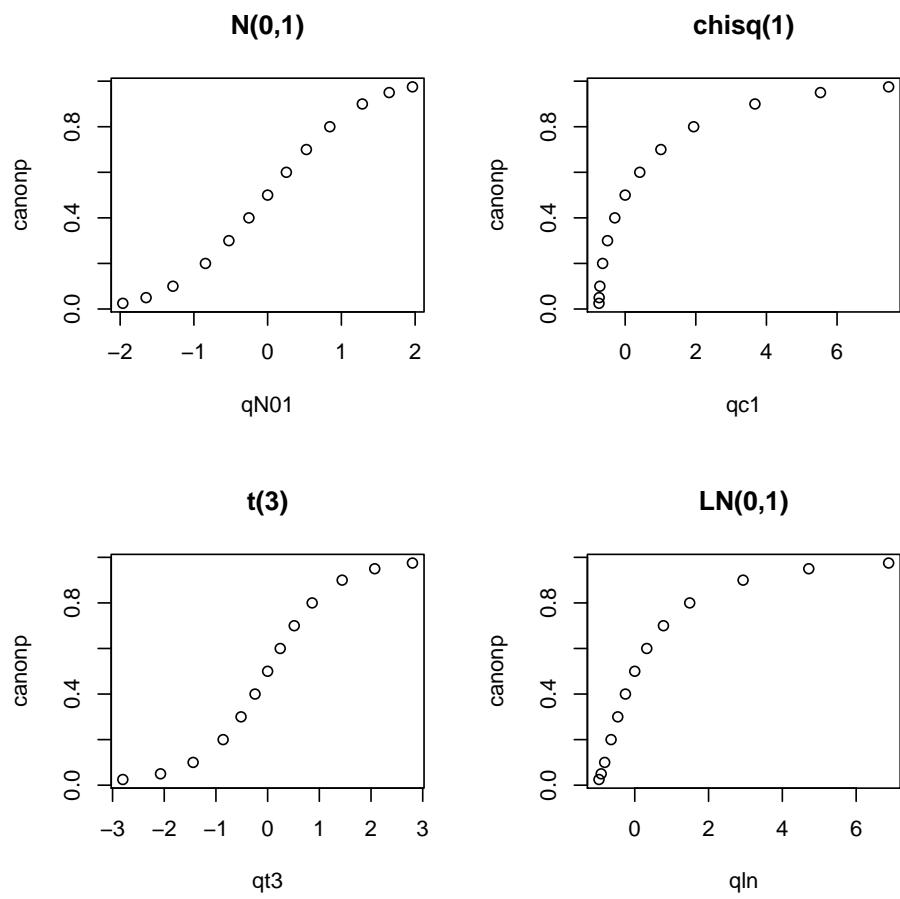 N(0,1)
canonp
0.0 0.4 0.8
−2 −1 0 1 2
qN01
chisq(1)
canonp
0.0 0.4 0.8
0 2 4 6
qc1
t(3)
canonp
0.0 0.4 0.8
−3 −2 −1 0 1 2 3
qt3
LN(0,1)
canonp
0.0 0.4 0.8
0 2 4 6
qln